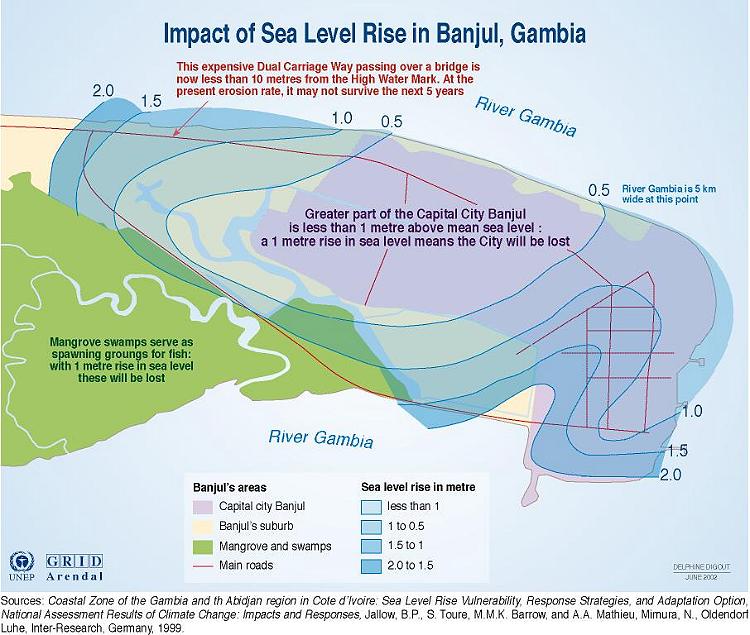 Impact of Sea Level Rise in Banjul, Gambia
This expensive Dual Carriage Way passing over a bridge is
now less than 10 metres from the High Water Mark. At the
present erosion rate, it may not survive the next 5 years
2.0
1.5
1.0
0.5
River Gambia
0.5
River Gambia is 5 km
wide at this point
Greater part of the Capital City Banjul
is less than 1 metre above mean sea level :
a 1 metre rise in sea level means the City will be lost
Mangrove swamps serve as
spawning groungs for fish:
with 1 metre rise in sea level
these will be lost
River Gambia
1.0
1.5
2.0
Banjul's areas
Capital city Banjul
Banjul's suburb
Mangrove and swamps
Main roads
Sea level rise in metre
less than 1
1 to 0.5
1.5 to 1
2.0 to 1.5
UNEP
GRID
Arendal
DELPHINE DIGOUT
JUNE 2002
Sources: Coastal Zone of the Gambia and th Abidjan region in Cote d'Ivoire: Sea Level Rise Vulnerability, Response Strategies, and Adaptation Option,
National Assessment Results of Climate Change: Impacts and Responses, Jallow, B.P., S. Toure, M.M.K. Barrow, and A.A. Mathieu, Mimura, N., Oldendorf
Luhe, Inter-Research, Germany, 1999.